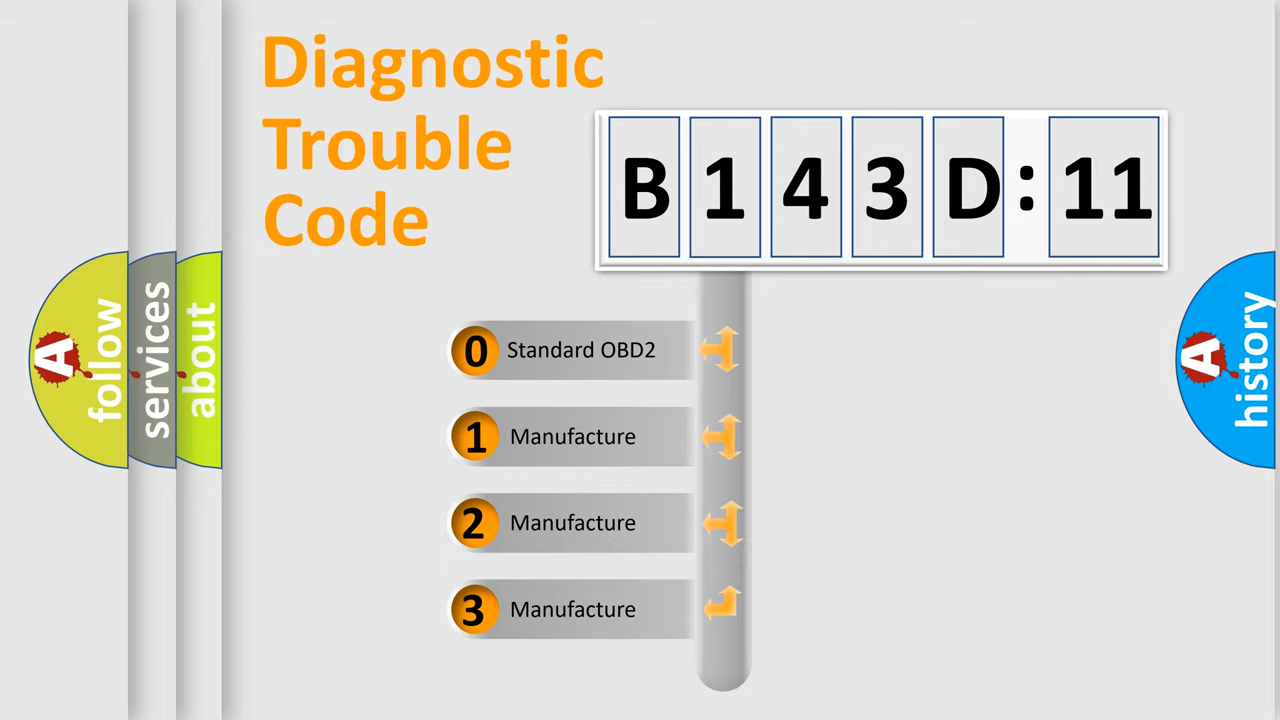 Diagnostic
Trouble
Code
B 1 4 3 D : 11
0 Standard OBD2
1 Manufacture
2 Manufacture
3 Manufacture
A follow
services
about
A history